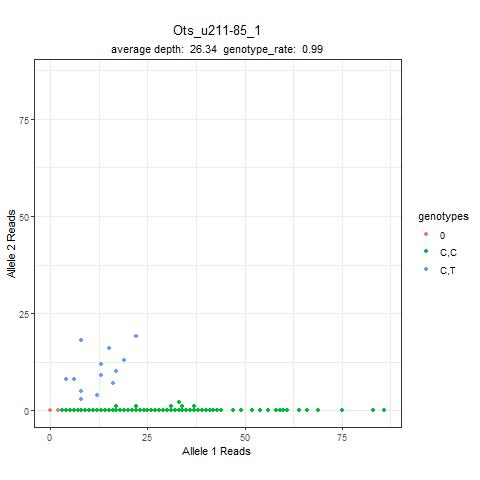 Ots_u211-85_1
average depth: 26.34 genotype_rate: 0.99
75
50
25
0
Allele 2 Reads
0 25 50 75
Allele 1 Reads
genotypes
0
C,C
C,T